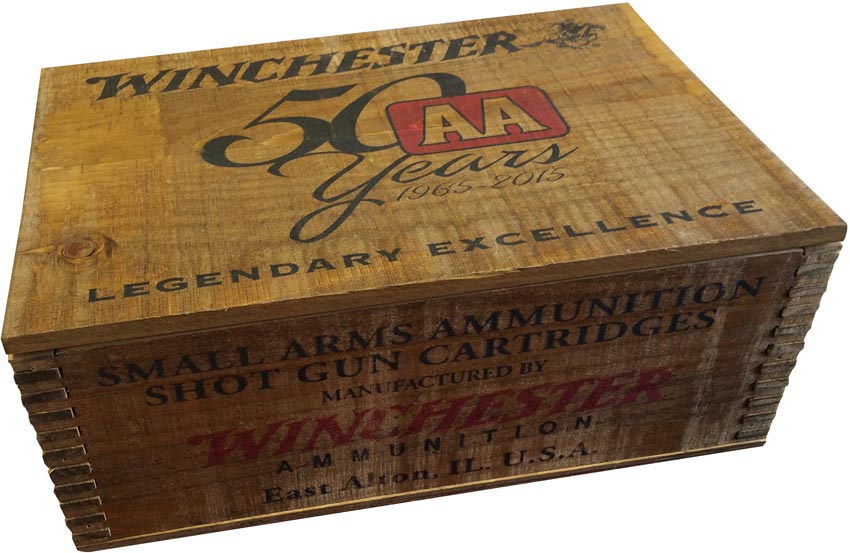 WINCHESTER
50 AA
Years
1965-2015
LEGENDARY EXCELLENCE
SMALL ARMS AMMUNITION
SHOT GUN CARTRIDGES
MANUFACTURED BY
WINCHESTER
AMMUNITION
East Alton, IL. U.S.A.